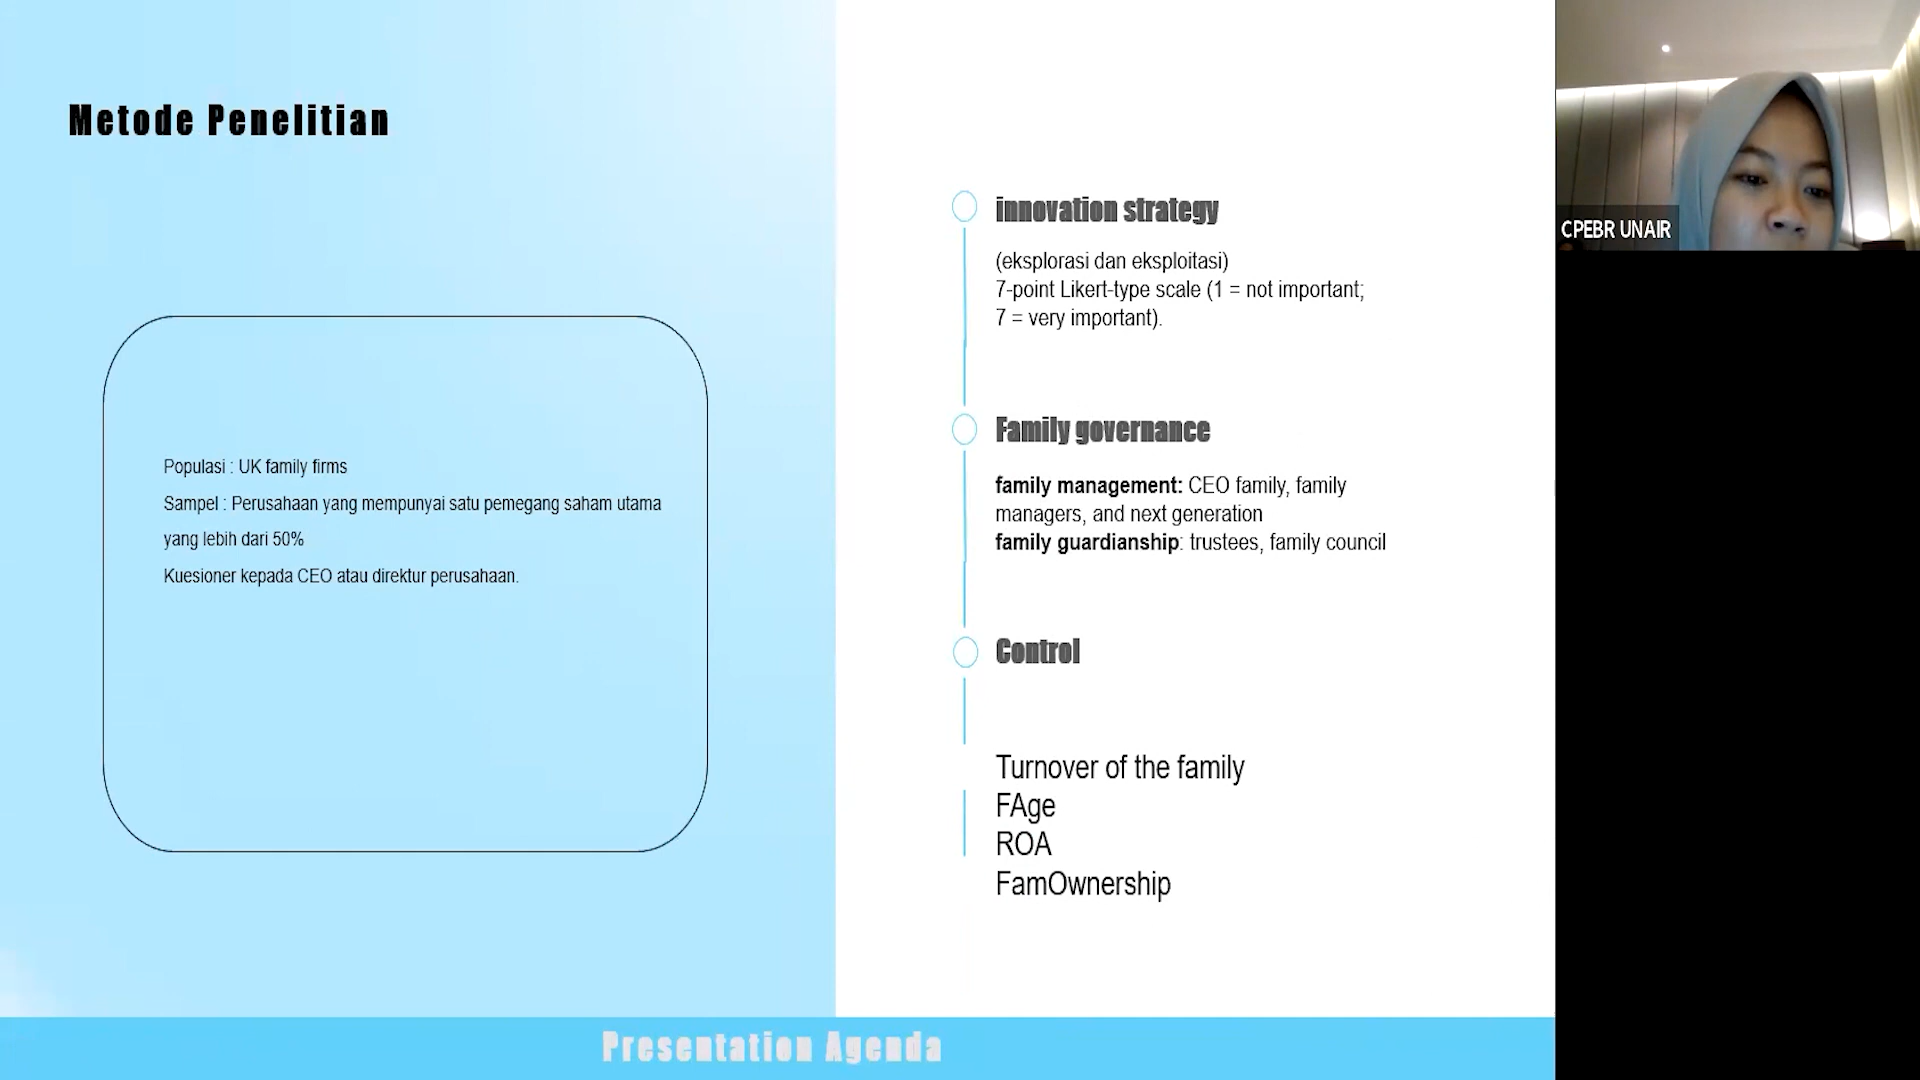 Metode Penelitian
Populasi : UK family firms
Sampel : Perusahaan yang mempunyai satu pemegang saham utama
yang lebih dari 50%
Kuesioner kepada CEO atau direktur perusahaan.
innovation strategy
(eksplorasi dan eksploitasi)
7-point Likert-type scale (1 = not important;
7 = very important).
Family governance
family management: CEO family, family
managers, and next generation
family guardianship: trustees, family council
Control
Turnover of the family
FAge
ROA
FamOwnership
Presentation Agenda
CPEBR UNAIR